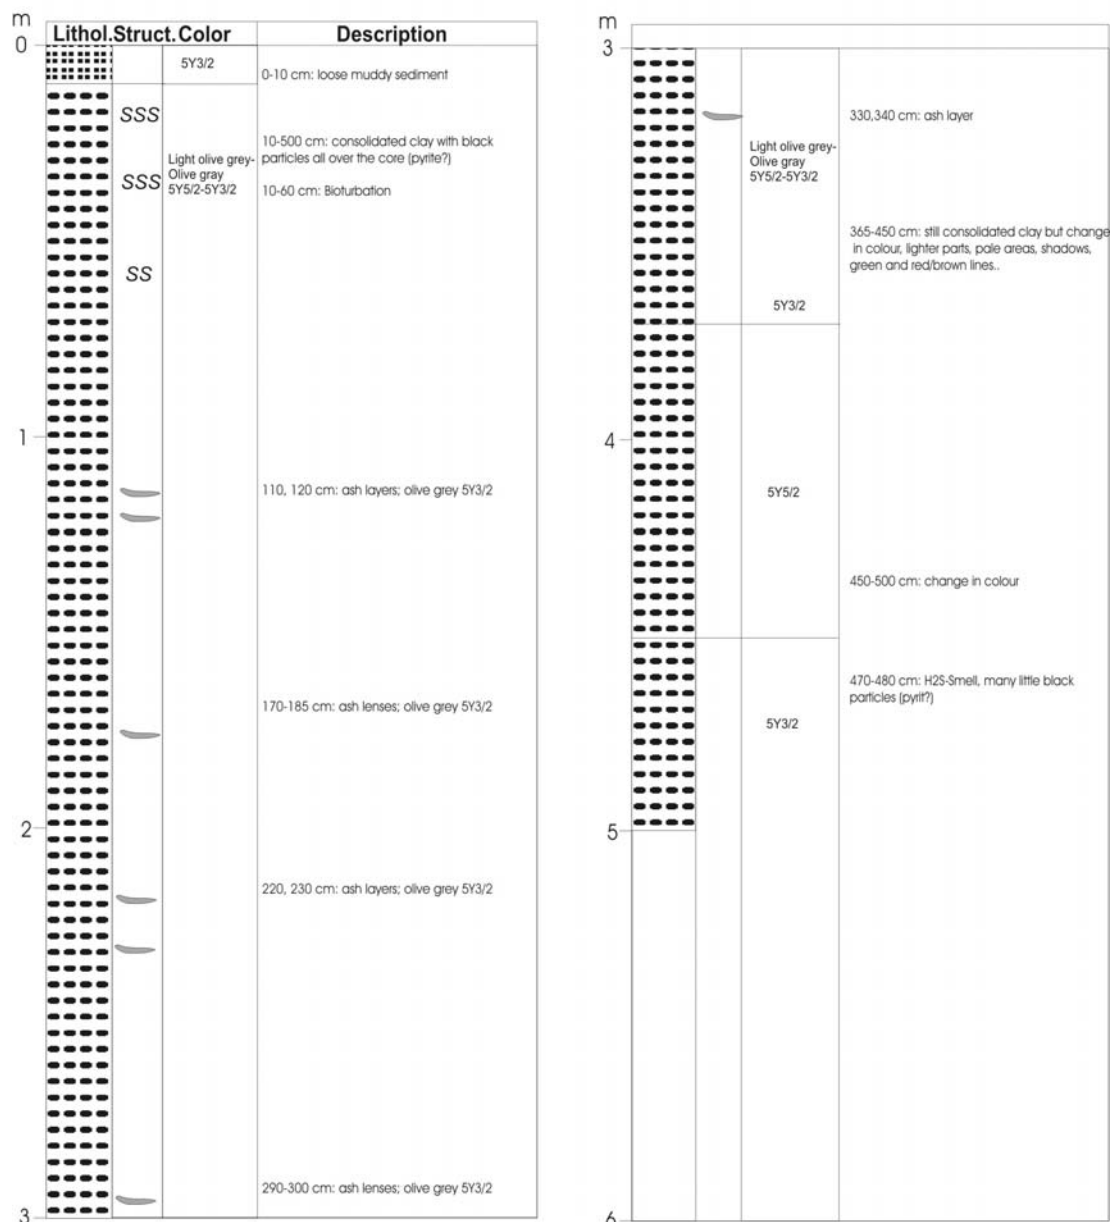 m
Lithol. Struct. Color Description
0
5Y3/2
0-10 cm: loose muddy sediment
SSS
10-500 cm: consolidated clay with black
particles all over the core (pyrite?)
Light olive grey-
Olive gray
5Y5/2-5Y3/2
SSS
10-60 cm: Bioturbation
SS
1
110, 120 cm: ash layers; olive grey 5Y3/2
170-185 cm: ash lenses; olive grey 5Y3/2
2
220, 230 cm: ash layers; olive grey 5Y3/2
290-300 cm: ash lenses; olive grey 5Y3/2
3
m
3
330,340 cm: ash layer
Light olive grey-
Olive gray
5Y5/2-5Y3/2
365-450 cm: still consolidated clay but change
in colour, lighter parts, pale areas, shadows,
green and red/brown lines..
5Y3/2
4
5Y5/2
450-500 cm: change in colour
470-480 cm: H2S-Smell, many little black
particles (pyrit?)
5Y3/2
5
6